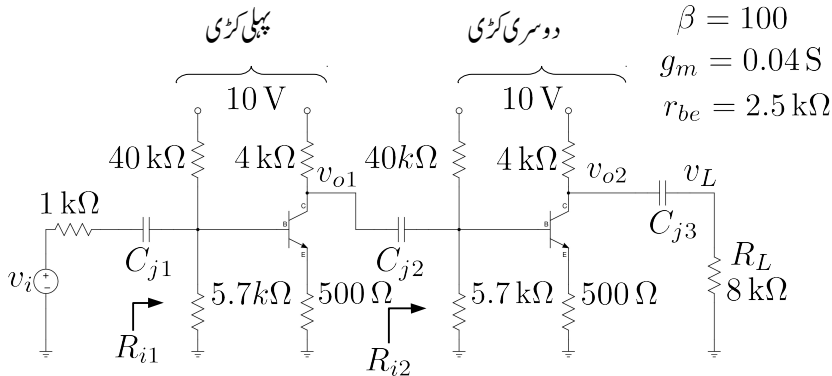 پہلی کڑی
دوسری کڑی
β = 100
g_m = 0.04 S
r_be = 2.5 kΩ
10 V
10 V
40 kΩ
4 kΩ
v_o1
40kΩ
4 kΩ
v_o2
v_L
1 kΩ
C
B
E
C
B
E
C_j1
C_j2
C_j3
v_i
+
−
R_L
8 kΩ
5.7kΩ
500 Ω
5.7 kΩ
500 Ω
R_i1
R_i2